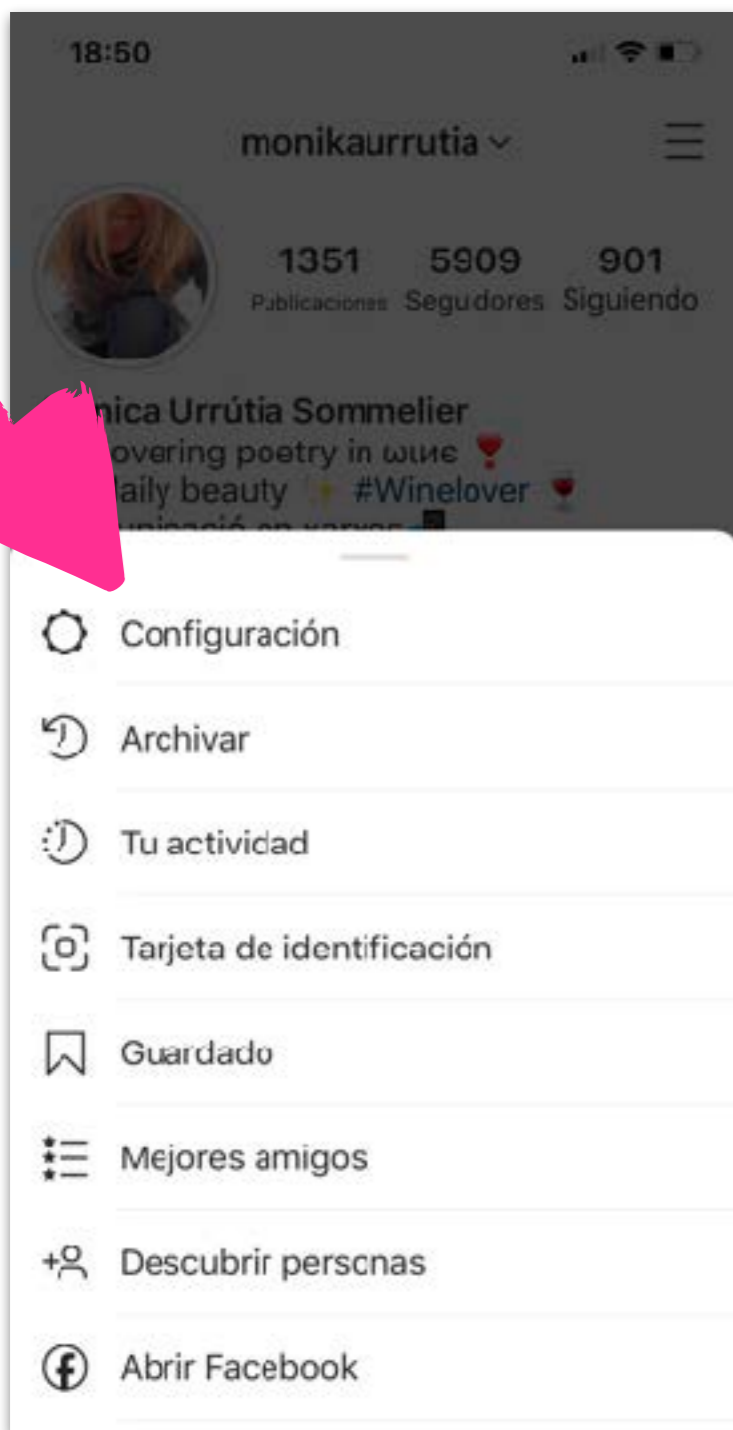 18:50
monikaurrutia
1351 5909 901
Publicaciones Seguidores Siguiendo
nica Urrútia Sommelier
overing poetry in ωιиє ❣️
daily beauty ✨ #Winelover 🍷
Configuración
Archivar
Tu actividad
Tarjeta de identificación
Guardado
Mejores amigos
Descubrir personas
Abrir Facebook